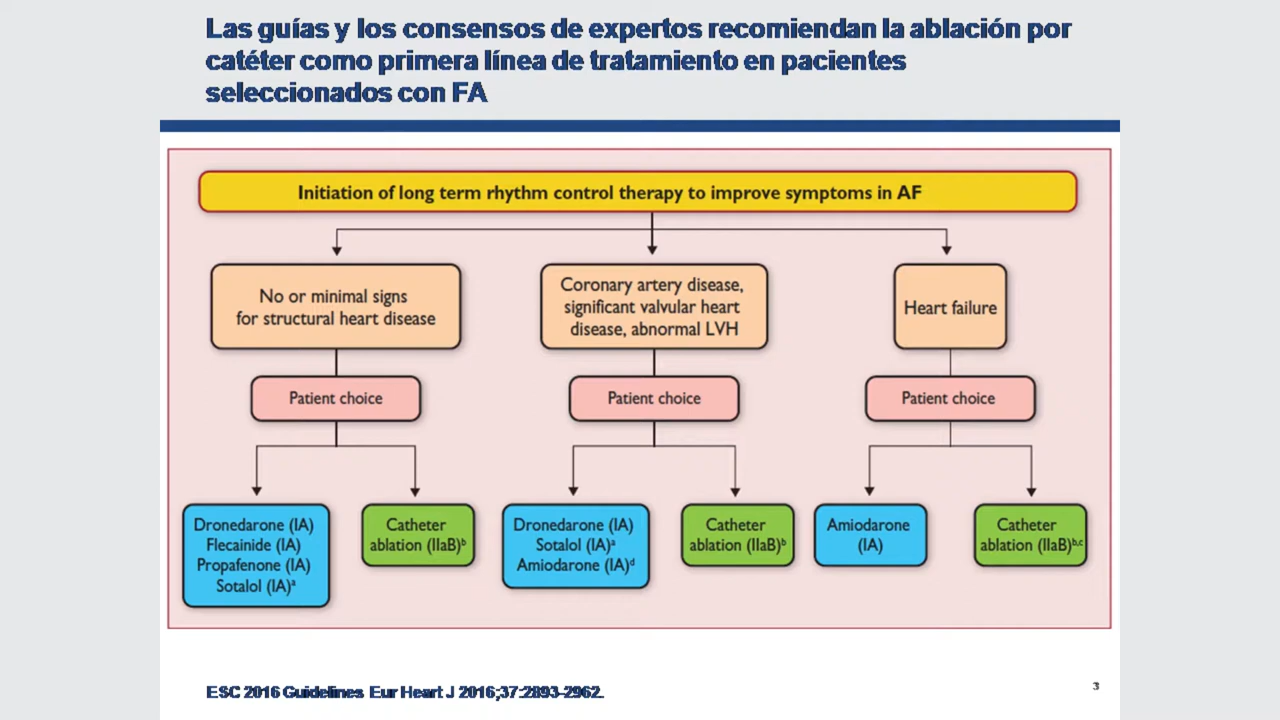 Las guías y los consensos de expertos recomiendan la ablación por
catéter como primera línea de tratamiento en pacientes
seleccionados con FA
Initiation of long term rhythm control therapy to improve symptoms in AF
No or minimal signs
for structural heart disease
Coronary artery disease,
significant valvular heart
disease, abnormal LVH
Heart failure
Patient choice
Patient choice
Patient choice
Dronedarone (IA)
Flecainide (IA)
Propafenone (IA)
Sotalol (IA)ᵃ
Catheter
ablation (IIaB)ᵇ
Dronedarone (IA)
Sotalol (IA)ᵃ
Amiodarone (IA)ᵈ
Catheter
ablation (IIaB)ᵇ
Amiodarone
(IA)
Catheter
ablation (IIaB)ᵇ,ᶜ
ESC 2016 Guidelines Eur Heart J 2016;37:2893-2962.
3